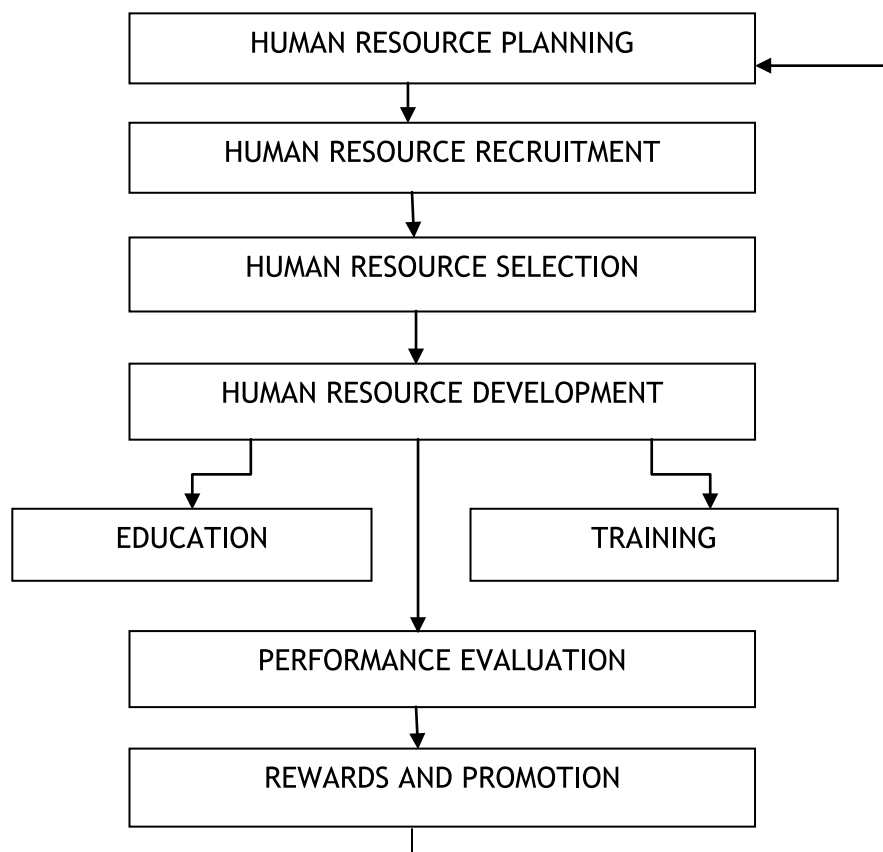 HUMAN RESOURCE PLANNING
HUMAN RESOURCE RECRUITMENT
HUMAN RESOURCE SELECTION
HUMAN RESOURCE DEVELOPMENT
EDUCATION
TRAINING
PERFORMANCE EVALUATION
REWARDS AND PROMOTION